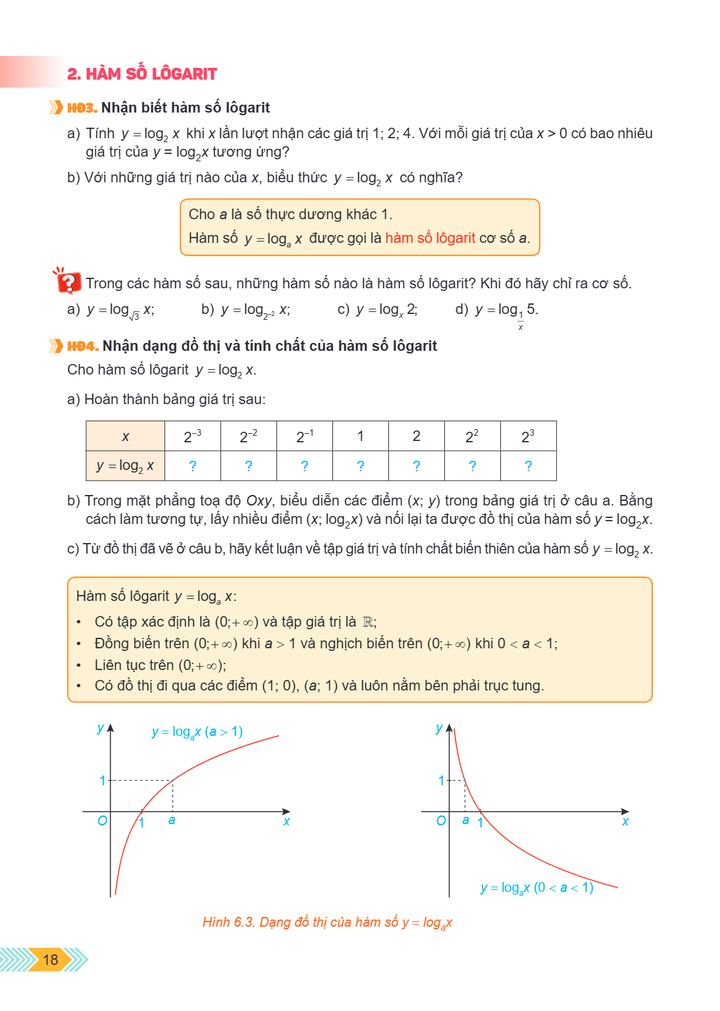 2. HÀM SỐ LÔGARIT
HĐ3. Nhận biết hàm số lôgarit
a) Tính y = log₂ x khi x lần lượt nhận các giá trị 1; 2; 4. Với mỗi giá trị của x > 0 có bao nhiêu
giá trị của y = log₂x tương ứng?
b) Với những giá trị nào của x, biểu thức y = log₂ x có nghĩa?
Cho a là số thực dương khác 1.
Hàm số y = logₐ x được gọi là hàm số lôgarit cơ số a.
? Trong các hàm số sau, những hàm số nào là hàm số lôgarit? Khi đó hãy chỉ ra cơ số.
a) y = log_{√3} x; b) y = log_{2⁻²} x; c) y = logₓ 2; d) y = log_{1/x} 5.
HĐ4. Nhận dạng đồ thị và tính chất của hàm số lôgarit
Cho hàm số lôgarit y = log₂ x.
a) Hoàn thành bảng giá trị sau:
x 2⁻³ 2⁻² 2⁻¹ 1 2 2² 2³
y = log₂ x ? ? ? ? ? ? ?
b) Trong mặt phẳng toạ độ Oxy, biểu diễn các điểm (x; y) trong bảng giá trị ở câu a. Bằng
cách làm tương tự, lấy nhiều điểm (x; log₂x) và nối lại ta được đồ thị của hàm số y = log₂x.
c) Từ đồ thị đã vẽ ở câu b, hãy kết luận về tập giá trị và tính chất biến thiên của hàm số y = log₂ x.
Hàm số lôgarit y = logₐ x:
• Có tập xác định là (0;+ ∞) và tập giá trị là ℝ;
• Đồng biến trên (0;+ ∞) khi a > 1 và nghịch biến trên (0;+ ∞) khi 0 < a < 1;
• Liên tục trên (0;+ ∞);
• Có đồ thị đi qua các điểm (1; 0), (a; 1) và luôn nằm bên phải trục tung.
y y = logₐx (a > 1)
1
O 1 a x
y
1
O a 1 x
y = logₐx (0 < a < 1)
Hình 6.3. Dạng đồ thị của hàm số y = logₐx
18